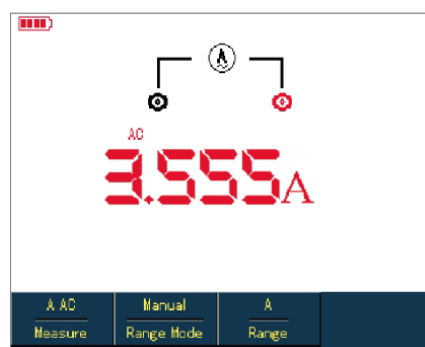 A
AC
3.555A
A AC Manual A
Measure Range Mode Range